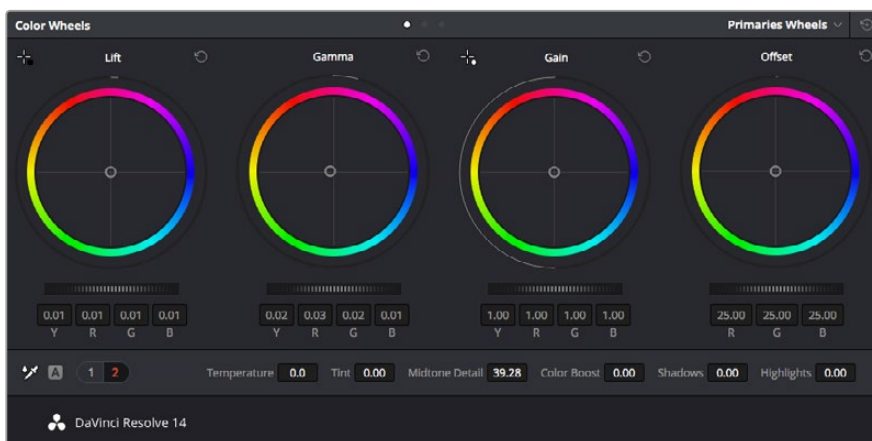 Color Wheels Primaries Wheels
Lift Gamma Gain Offset
0.01 0.01 0.01 0.01 0.02 0.03 0.02 0.01 1.00 1.00 1.00 1.00 25.00 25.00 25.00
Y R G B Y R G B Y R G B R G B
A 1 2 Temperature 0.0 Tint 0.00 Midtone Detail 39.28 Color Boost 0.00 Shadows 0.00 Highlights 0.00
DaVinci Resolve 14